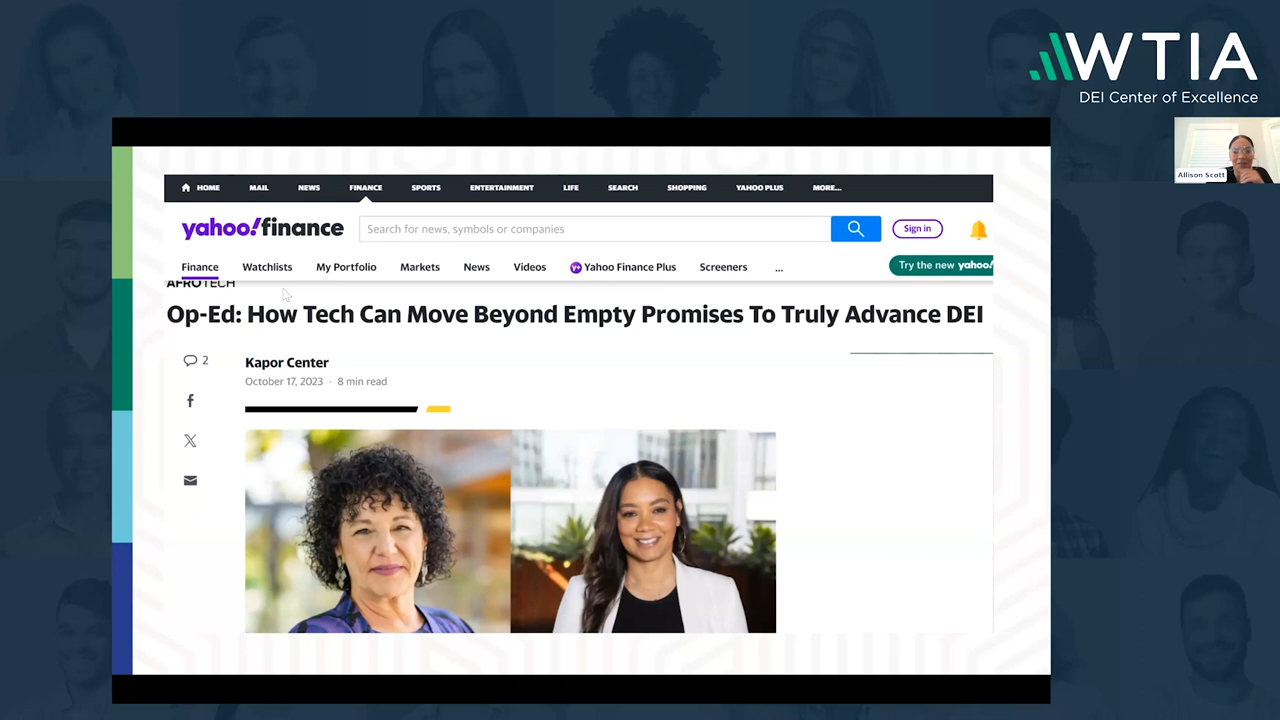 WTIA
DEI Center of Excellence
Allison Scott
HOME MAIL NEWS FINANCE SPORTS ENTERTAINMENT LIFE SEARCH SHOPPING YAHOO PLUS MORE...
yahoo!finance Search for news, symbols or companies Sign in
Finance Watchlists My Portfolio Markets News Videos Y+ Yahoo Finance Plus Screeners ... Try the new yahoo!
AFROTECH
Op-Ed: How Tech Can Move Beyond Empty Promises To Truly Advance DEI
2
Kapor Center
October 17, 2023 · 8 min read